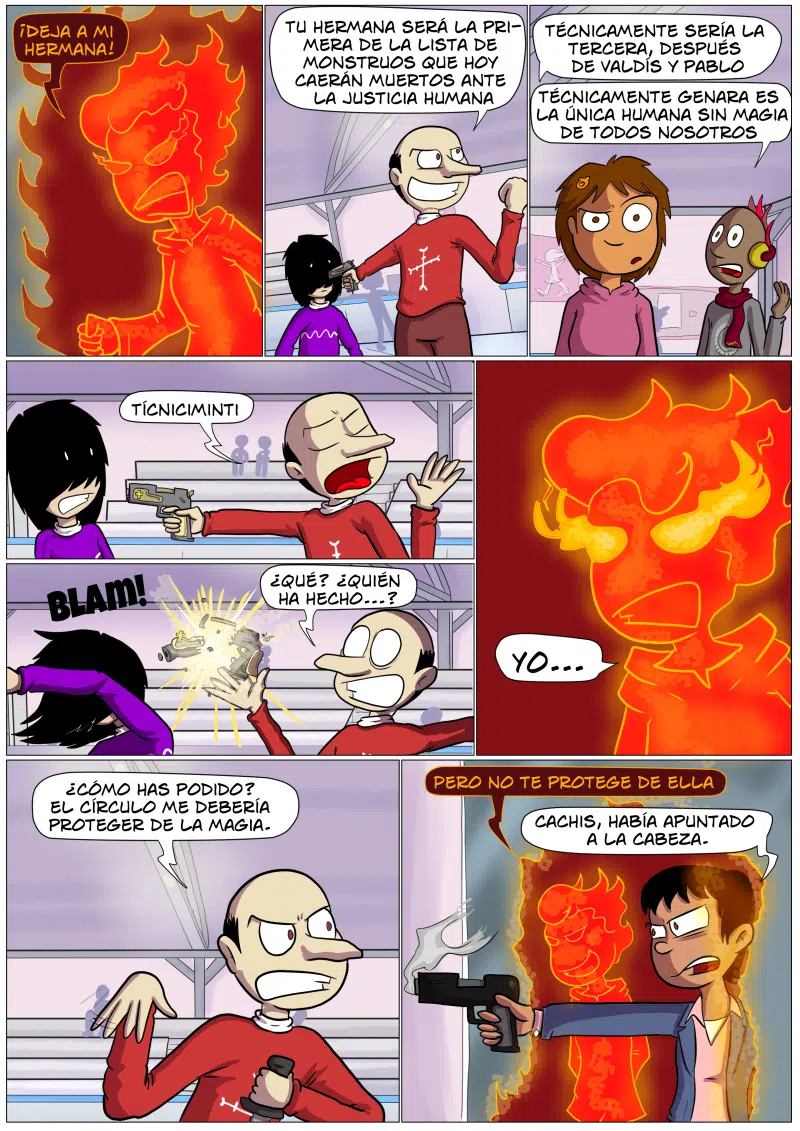 ¡DEJA A MI
HERMANA!
TU HERMANA SERÁ LA PRI-
MERA DE LA LISTA DE
MONSTRUOS QUE HOY
CAERÁN MUERTOS ANTE
LA JUSTICIA HUMANA
TÉCNICAMENTE SERÍA LA
TERCERA, DESPUÉS
DE VALDÍS Y PABLO
TÉCNICAMENTE GENARA ES
LA ÚNICA HUMANA SIN MAGIA
DE TODOS NOSOTROS
TÍCNICIMINTI
BLAM!
¿QUÉ? ¿QUIÉN
HA HECHO...?
YO...
¿CÓMO HAS PODIDO?
EL CÍRCULO ME DEBERÍA
PROTEGER DE LA MAGIA.
PERO NO TE PROTEGE DE ELLA
CACHIS, HABÍA APUNTADO
A LA CABEZA.